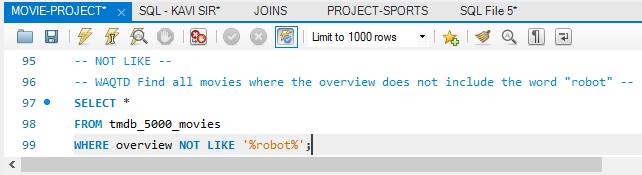 MOVIE-PROJECT* SQL - KAVI SIR* JOINS PROJECT-SPORTS SQL File 5*
Limit to 1000 rows
95 -- NOT LIKE --
96 -- WAQTD Find all movies where the overview does not include the word "robot" --
97 SELECT *
98 FROM tmdb_5000_movies
99 WHERE overview NOT LIKE '%robot%';